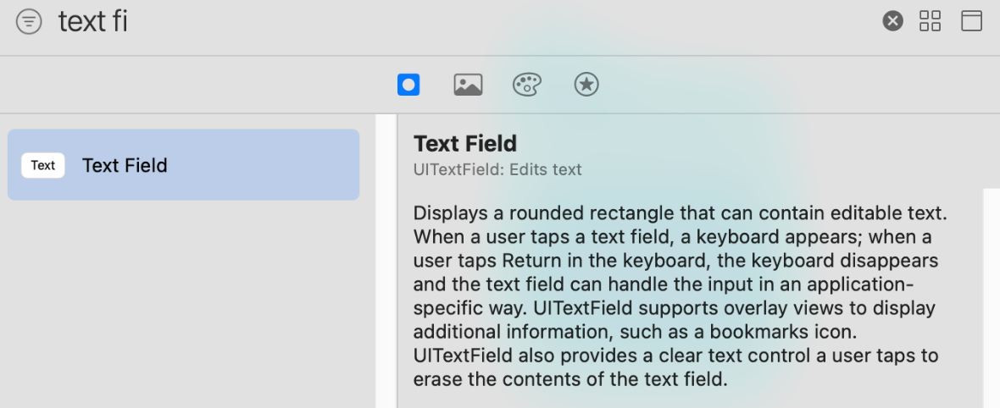 text fi
Text
Text Field
Text Field
UITextField: Edits text
Displays a rounded rectangle that can contain editable text.
When a user taps a text field, a keyboard appears; when a
user taps Return in the keyboard, the keyboard disappears
and the text field can handle the input in an application-
specific way. UITextField supports overlay views to display
additional information, such as a bookmarks icon.
UITextField also provides a clear text control a user taps to
erase the contents of the text field.